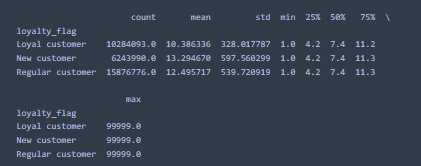 count mean std min 25% 50% 75% \
loyalty_flag
Loyal customer 10284093.0 10.386336 328.017787 1.0 4.2 7.4 11.2
New customer 6243990.0 13.294670 597.560299 1.0 4.2 7.4 11.3
Regular customer 15876776.0 12.495717 539.720919 1.0 4.2 7.4 11.3
max
loyalty_flag
Loyal customer 99999.0
New customer 99999.0
Regular customer 99999.0